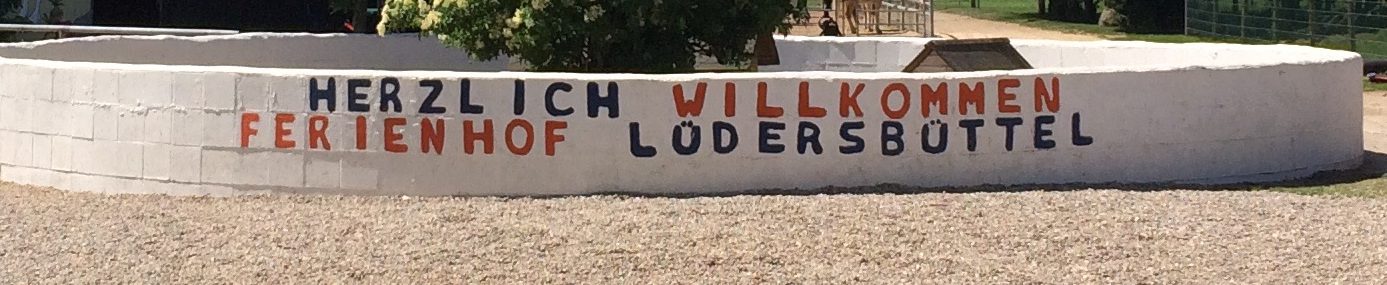 HERZLICH WILLKOMMEN
FERIENHOF LÜDERSBÜTTEL